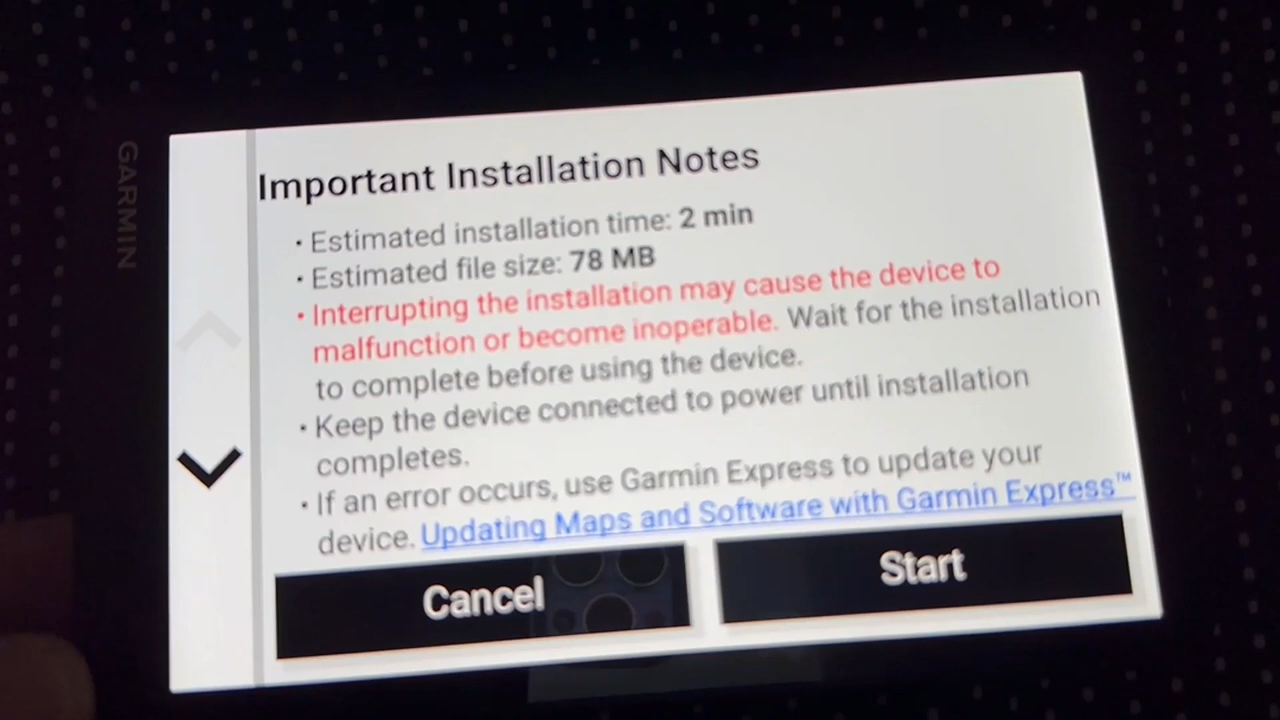 GARMIN
Important Installation Notes
• Estimated installation time: 2 min
• Estimated file size: 78 MB
• Interrupting the installation may cause the device to
malfunction or become inoperable. Wait for the installation
to complete before using the device.
• Keep the device connected to power until installation
completes.
• If an error occurs, use Garmin Express to update your
device. Updating Maps and Software with Garmin Express™
Cancel
Start